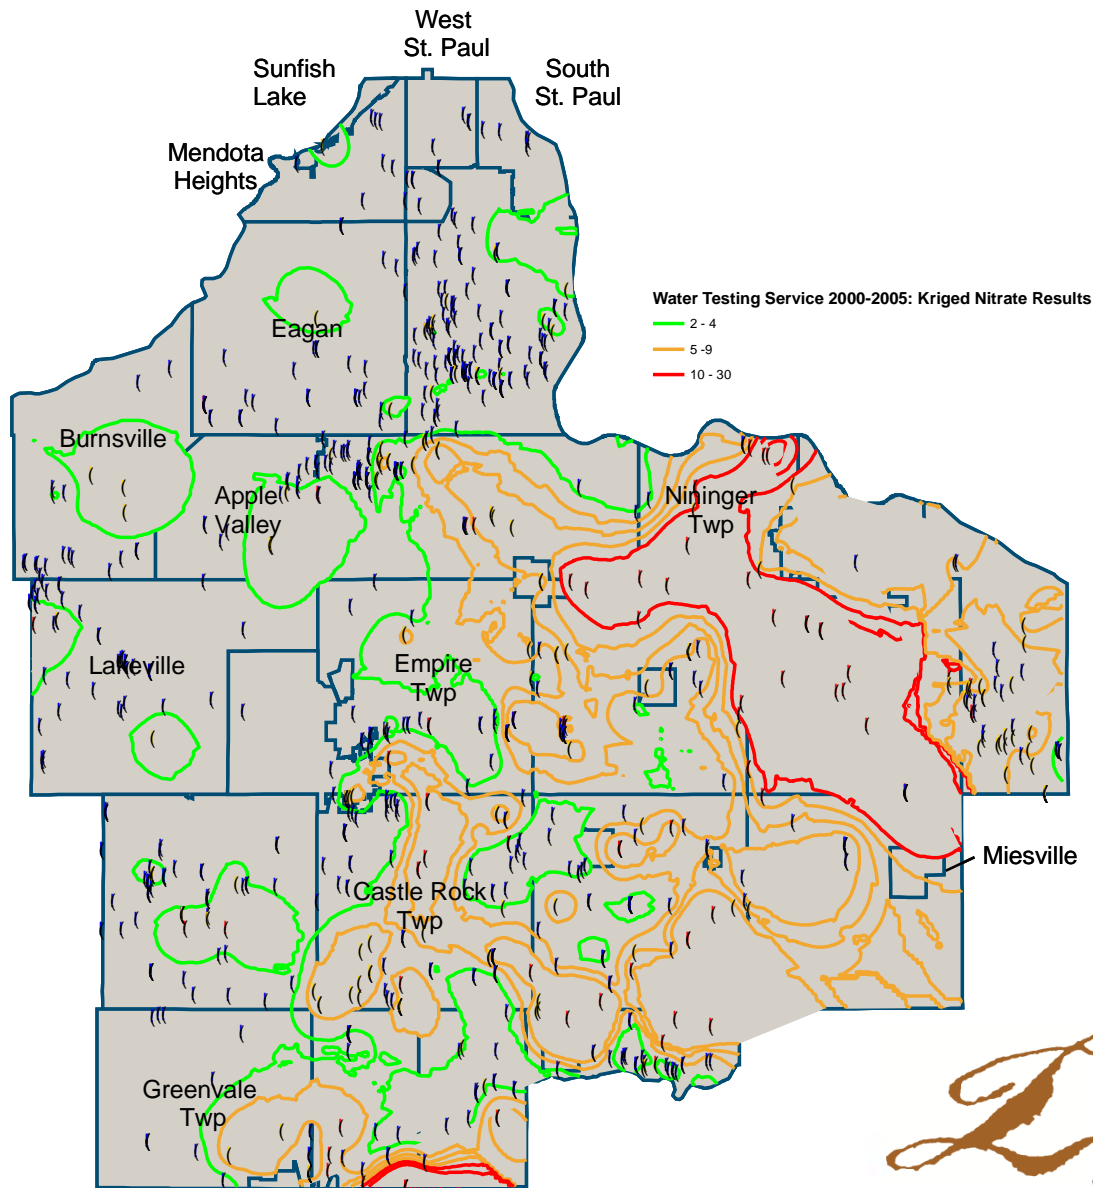 West
St. Paul
Sunfish
Lake
South
St. Paul
Mendota
Heights
Water Testing Service 2000-2005: Kriged Nitrate Results
2 - 4
5 -9
10 - 30
Eagan
Burnsville
Apple
Valley
Nininger
Twp
Lakeville
Empire
Twp
Miesville
Castle Rock
Twp
Greenvale
Twp